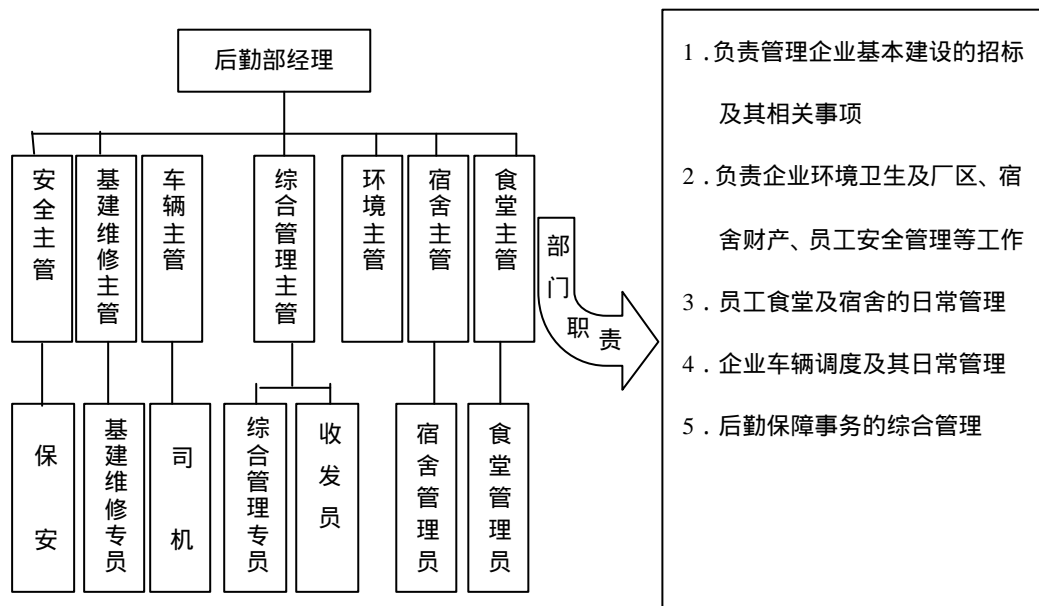 后勤部经理
安全主管
基建维修主管
车辆主管
综合管理主管
环境主管
宿舍主管
食堂主管
保安
基建维修专员
司机
综合管理专员
收发员
宿舍管理员
食堂管理员
部门职责
1．负责管理企业基本建设的招标
及其相关事项
2．负责企业环境卫生及厂区、宿
舍财产、员工安全管理等工作
3．员工食堂及宿舍的日常管理
4．企业车辆调度及其日常管理
5．后勤保障事务的综合管理